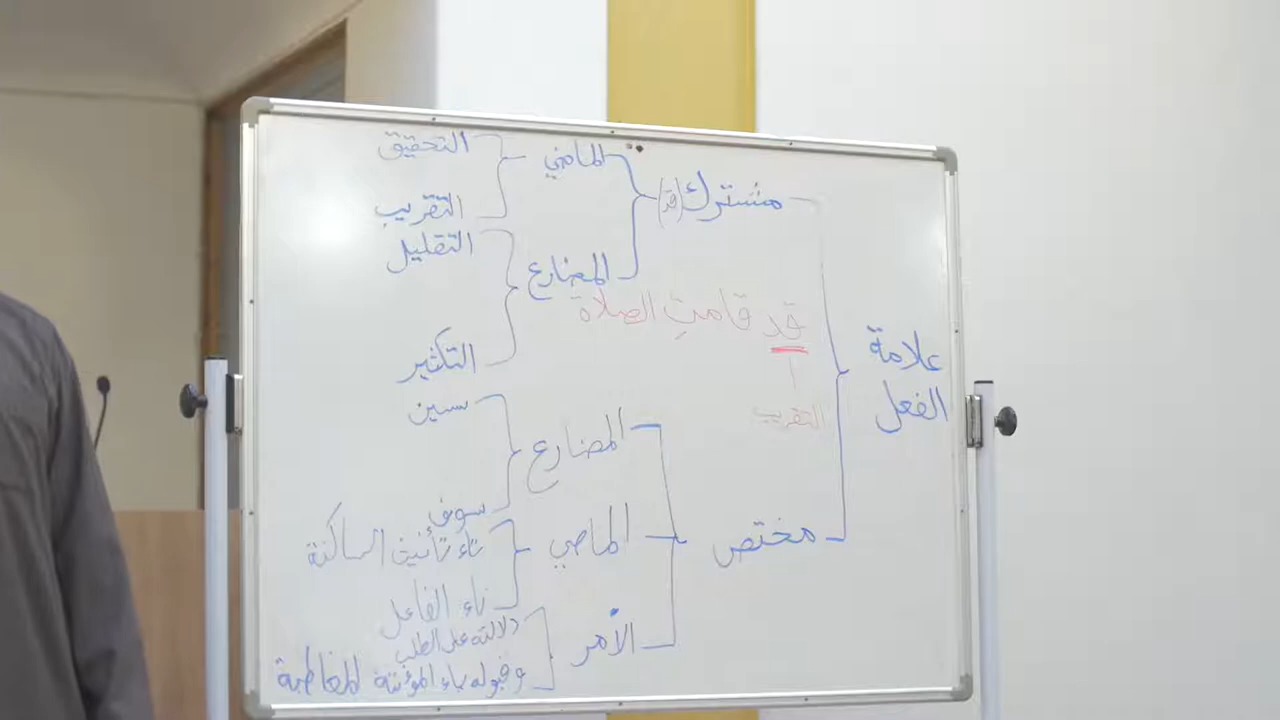 علامة
الفعل
مشترك (قد)
الماضي
التحقيق
التقريب
المضارع
التقليل
التكثير
قد قامتِ الصلاة
التقريب
مختص
المضارع
سين
سوف
الماضي
تاء تأنيث الساكنة
تاء الفاعل
الأمر
دلالته على الطلب
وقبوله ياء المؤنثة المخاطبة